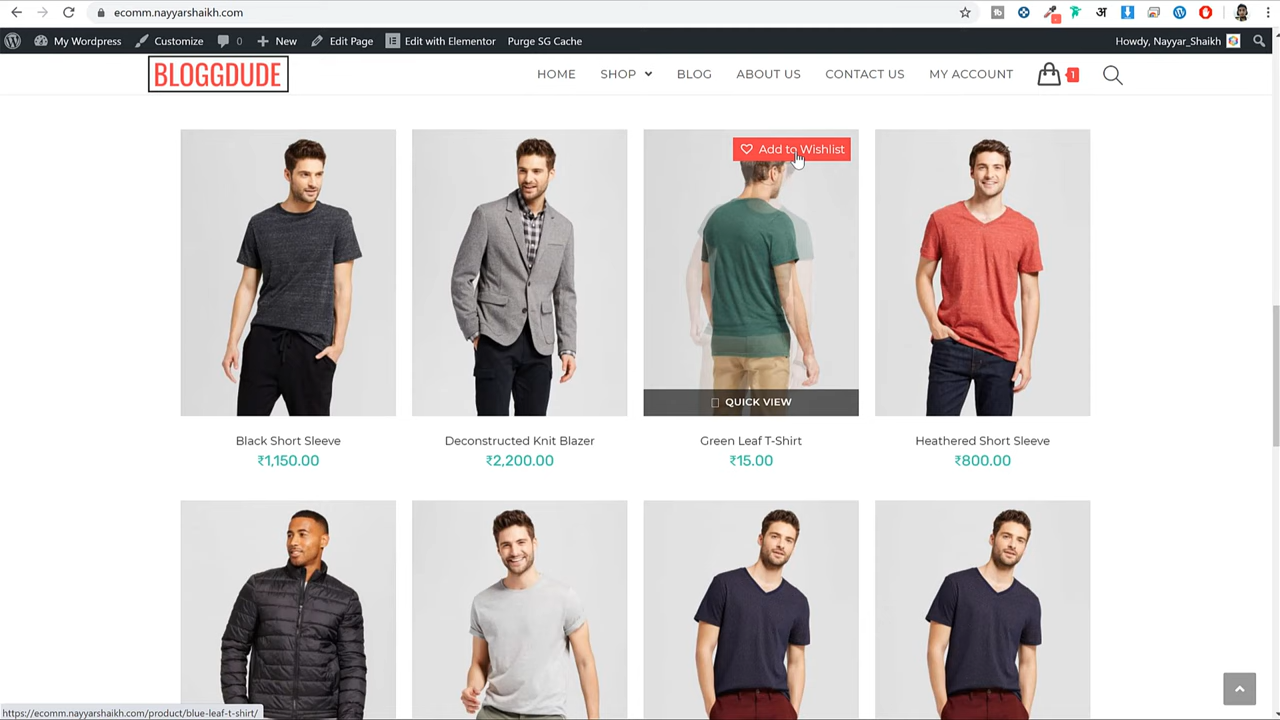 ecomm.nayyarshaikh.com
My Wordpress Customize 0 New Edit Page Edit with Elementor Purge SG Cache Howdy, Nayyar_Shaikh
BLOGGDUDE
HOME SHOP BLOG ABOUT US CONTACT US MY ACCOUNT 1
Add to Wishlist
QUICK VIEW
Black Short Sleeve
₹1,150.00
Deconstructed Knit Blazer
₹2,200.00
Green Leaf T-Shirt
₹15.00
Heathered Short Sleeve
₹800.00
https://ecomm.nayyarshaikh.com/product/blue-leaf-t-shirt/